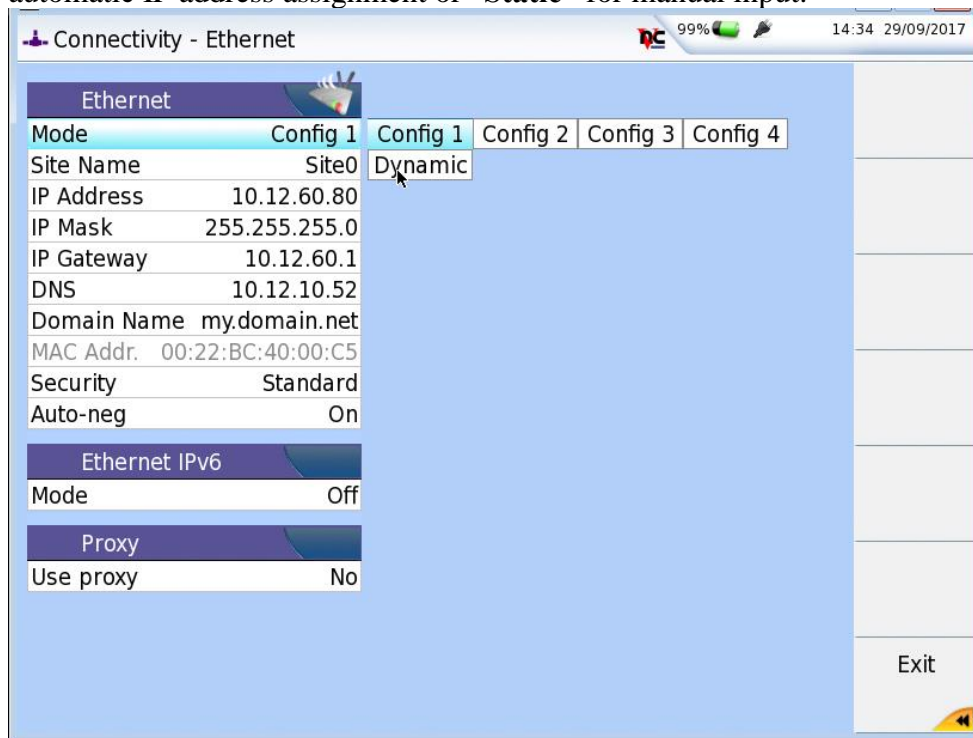 automatic IP address assignment or "Static" for manual input.
Connectivity - Ethernet 99% 14:34 29/09/2017
Ethernet
Mode Config 1 Config 1 Config 2 Config 3 Config 4
Site Name Site0 Dynamic
IP Address 10.12.60.80
IP Mask 255.255.255.0
IP Gateway 10.12.60.1
DNS 10.12.10.52
Domain Name my.domain.net
MAC Addr. 00:22:BC:40:00:C5
Security Standard
Auto-neg On
Ethernet IPv6
Mode Off
Proxy
Use proxy No
Exit